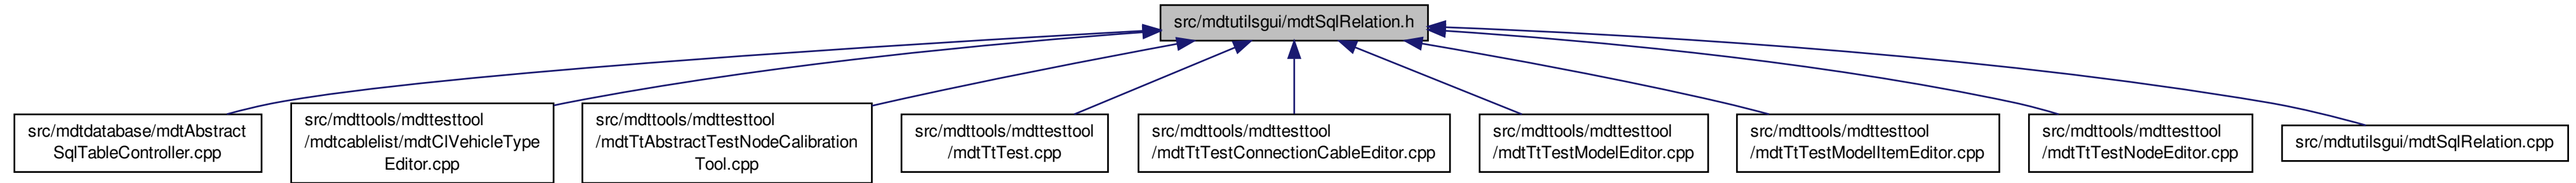 src/mdtutilsgui/mdtSqlRelation.h
src/mdtdatabase/mdtAbstract
SqlTableController.cpp
src/mdttools/mdttesttool
/mdtcablelist/mdtClVehicleType
Editor.cpp
src/mdttools/mdttesttool
/mdtTtAbstractTestNodeCalibration
Tool.cpp
src/mdttools/mdttesttool
/mdtTtTest.cpp
src/mdttools/mdttesttool
/mdtTtTestConnectionCableEditor.cpp
src/mdttools/mdttesttool
/mdtTtTestModelEditor.cpp
src/mdttools/mdttesttool
/mdtTtTestModelItemEditor.cpp
src/mdttools/mdttesttool
/mdtTtTestNodeEditor.cpp
src/mdtutilsgui/mdtSqlRelation.cpp